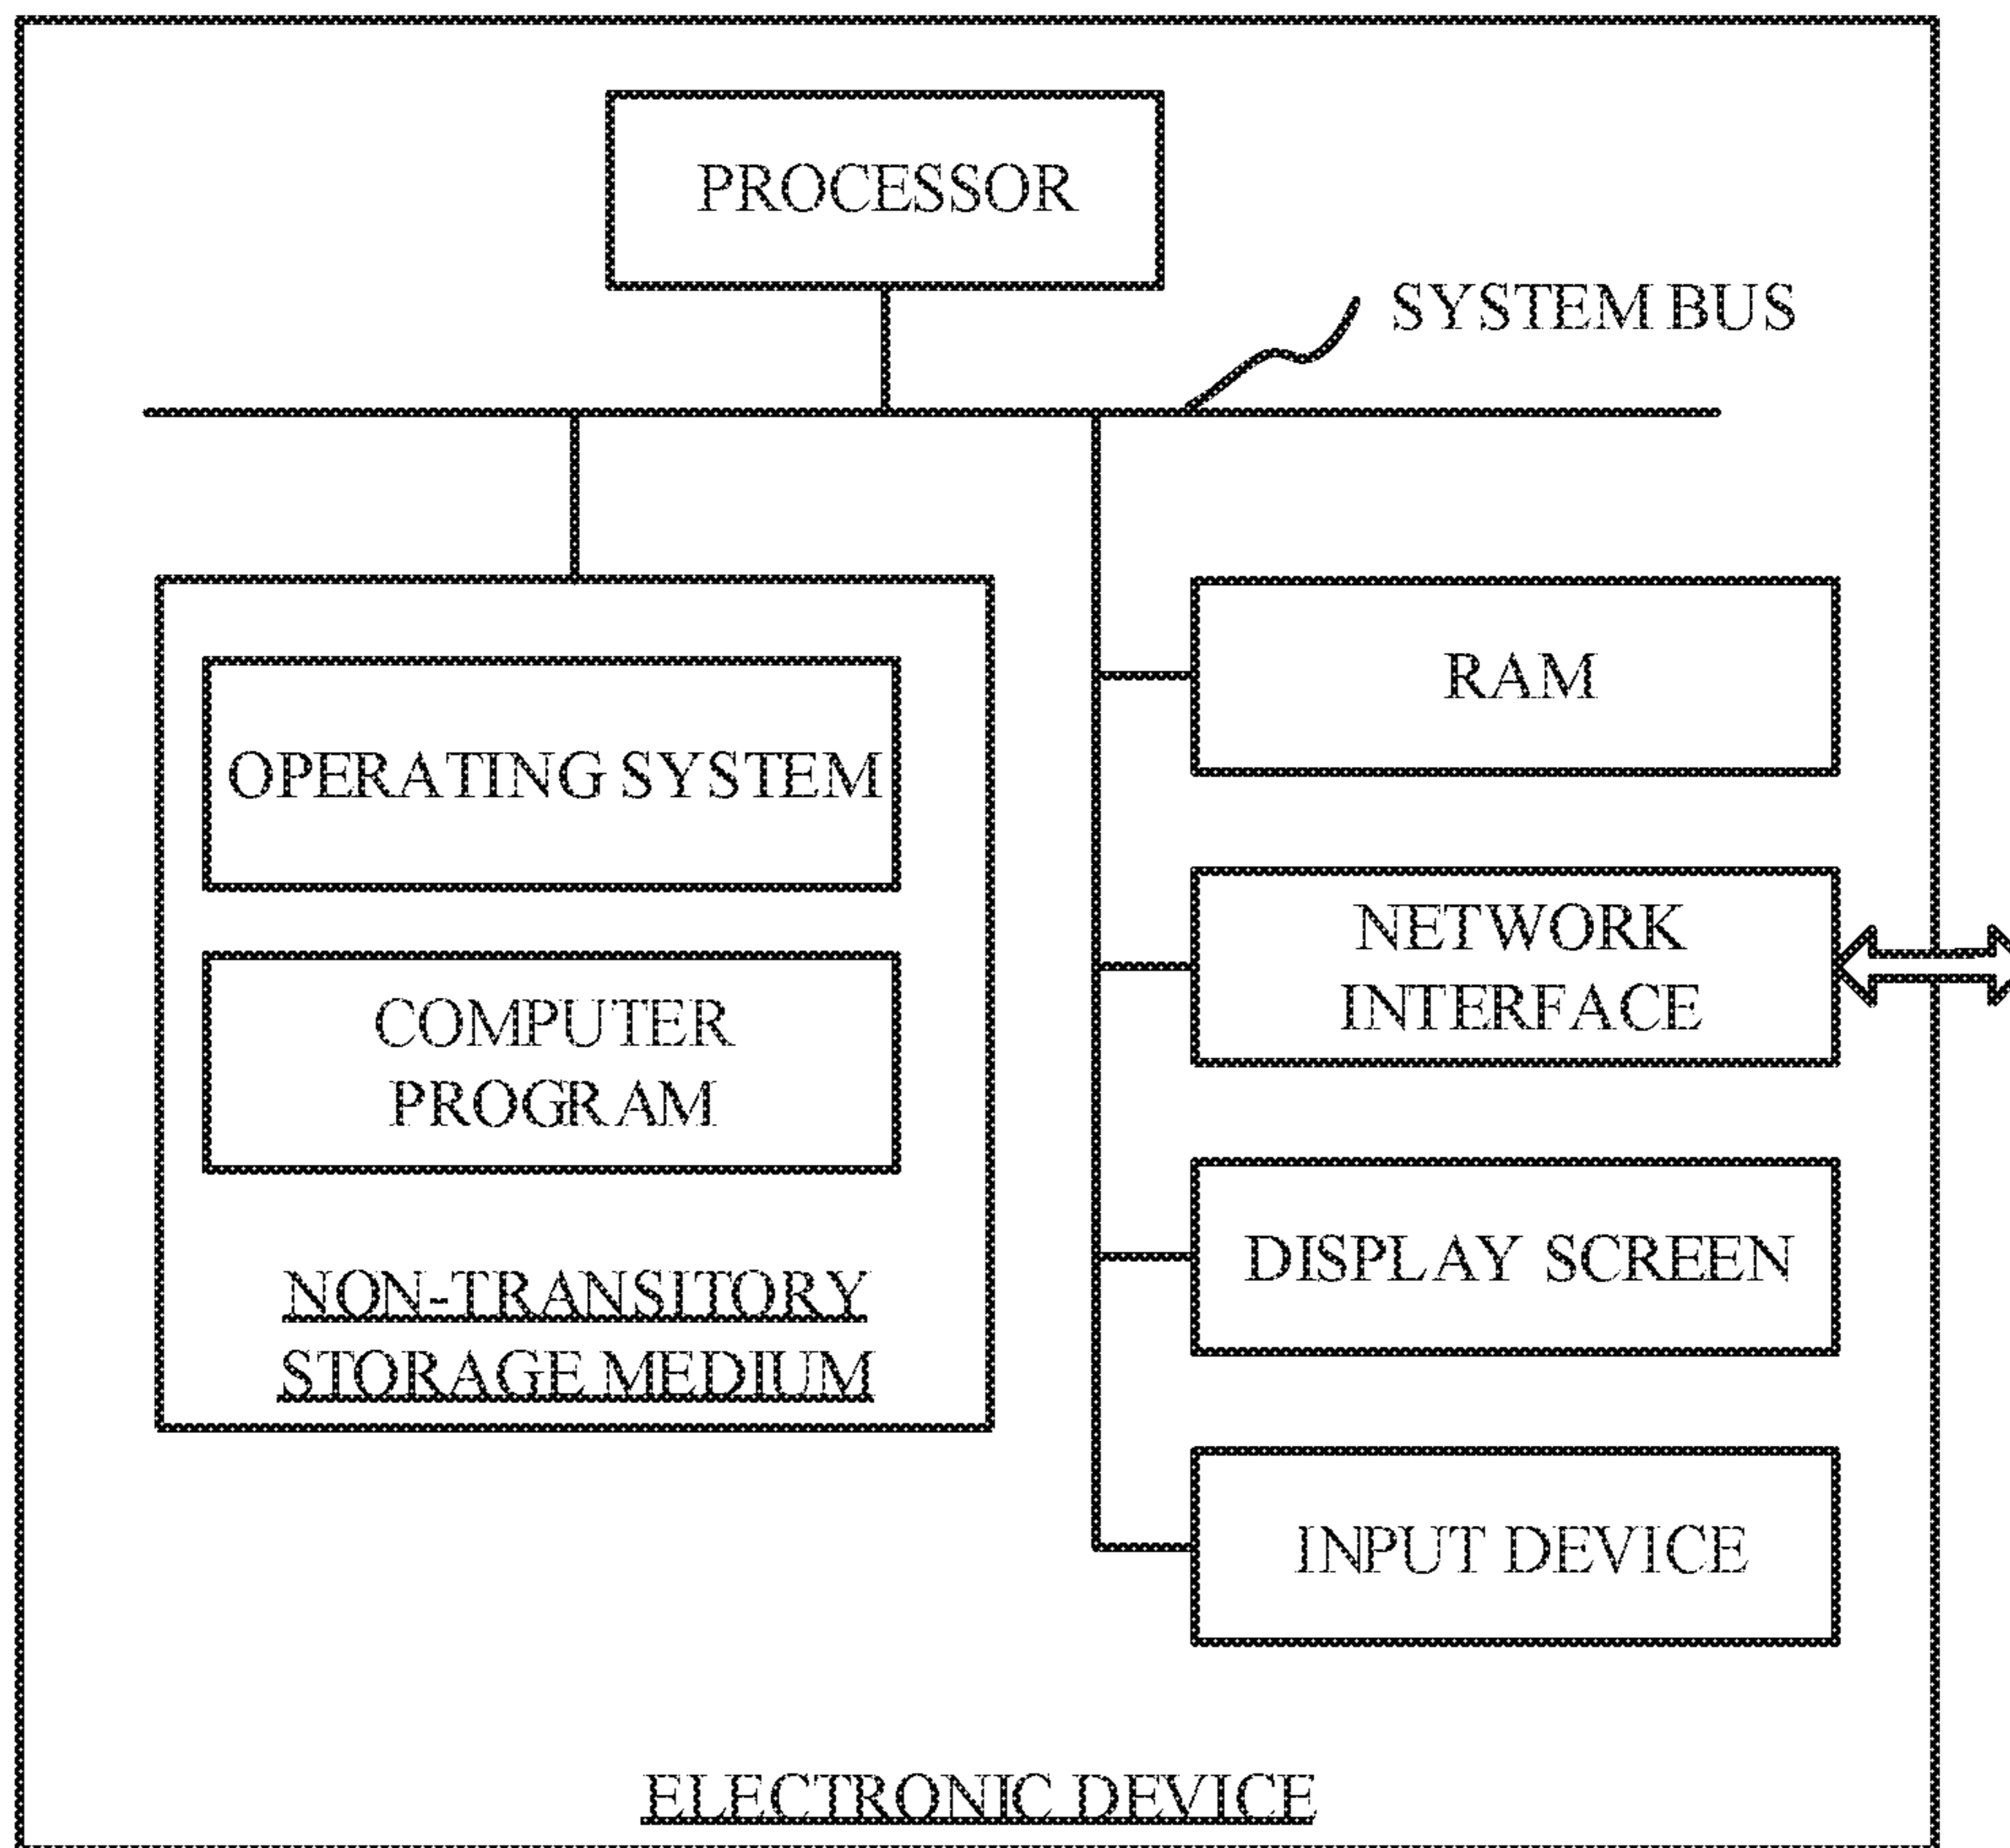 PROCESSOR
SYSTEM BUS
OPERATING SYSTEM
COMPUTER
PROGRAM
NON-TRANSITORY
STORAGE MEDIUM
RAM
NETWORK
INTERFACE
DISPLAY SCREEN
INPUT DEVICE
ELECTRONIC DEVICE